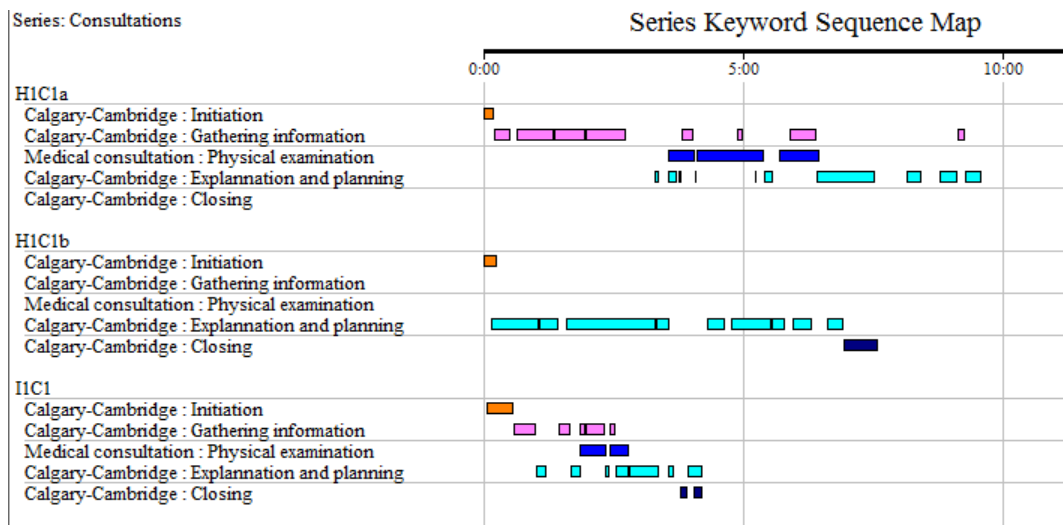 Series: Consultations
Series Keyword Sequence Map
0:00 5:00 10:00
H1C1a
Calgary-Cambridge : Initiation
Calgary-Cambridge : Gathering information
Medical consultation : Physical examination
Calgary-Cambridge : Explannation and planning
Calgary-Cambridge : Closing
H1C1b
Calgary-Cambridge : Initiation
Calgary-Cambridge : Gathering information
Medical consultation : Physical examination
Calgary-Cambridge : Explannation and planning
Calgary-Cambridge : Closing
I1C1
Calgary-Cambridge : Initiation
Calgary-Cambridge : Gathering information
Medical consultation : Physical examination
Calgary-Cambridge : Explannation and planning
Calgary-Cambridge : Closing